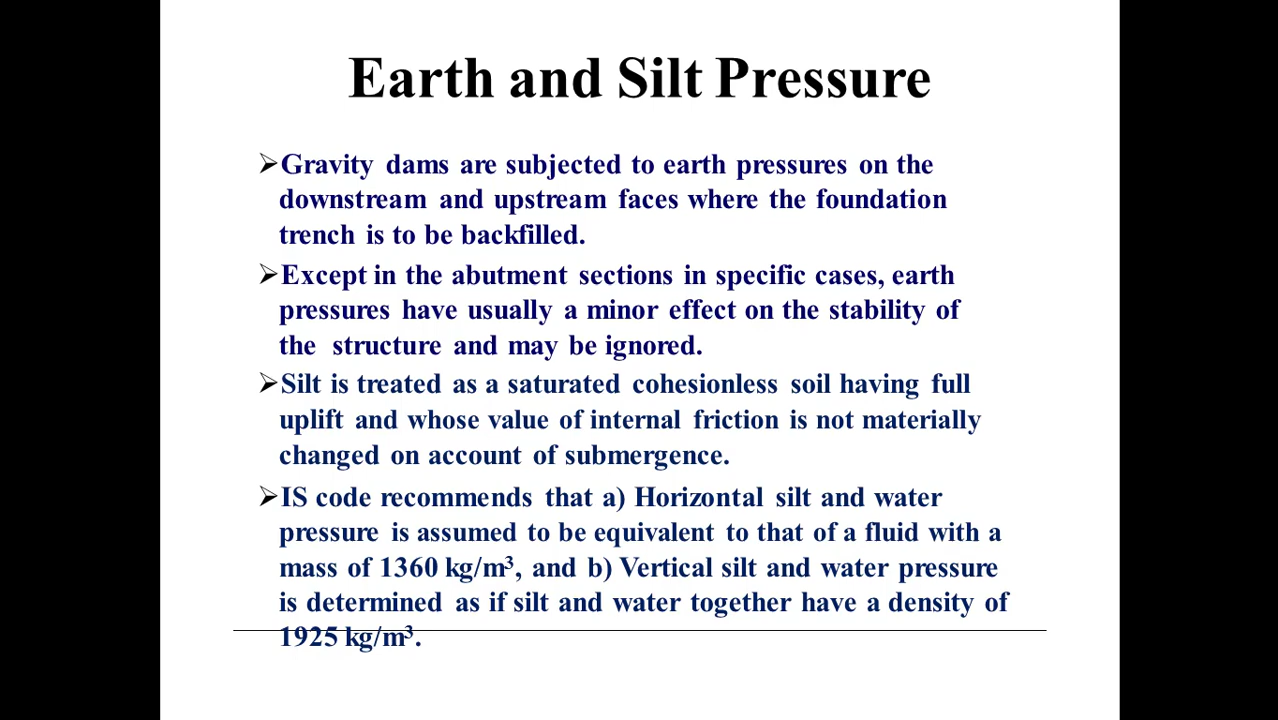 Earth and Silt Pressure
➢Gravity dams are subjected to earth pressures on the
downstream and upstream faces where the foundation
trench is to be backfilled.
➢Except in the abutment sections in specific cases, earth
pressures have usually a minor effect on the stability of
the structure and may be ignored.
➢Silt is treated as a saturated cohesionless soil having full
uplift and whose value of internal friction is not materially
changed on account of submergence.
➢IS code recommends that a) Horizontal silt and water
pressure is assumed to be equivalent to that of a fluid with a
mass of 1360 kg/m³, and b) Vertical silt and water pressure
is determined as if silt and water together have a density of
1925 kg/m³.